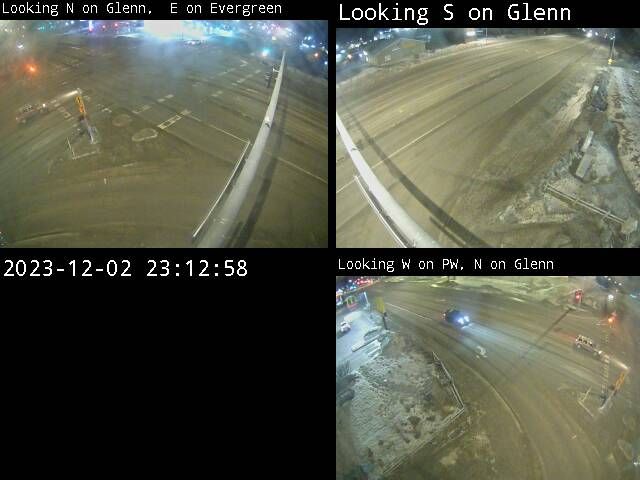 Looking N on Glenn, E on Evergreen
Looking S on Glenn
2023-12-02 23:12:58
Looking W on PW, N on Glenn